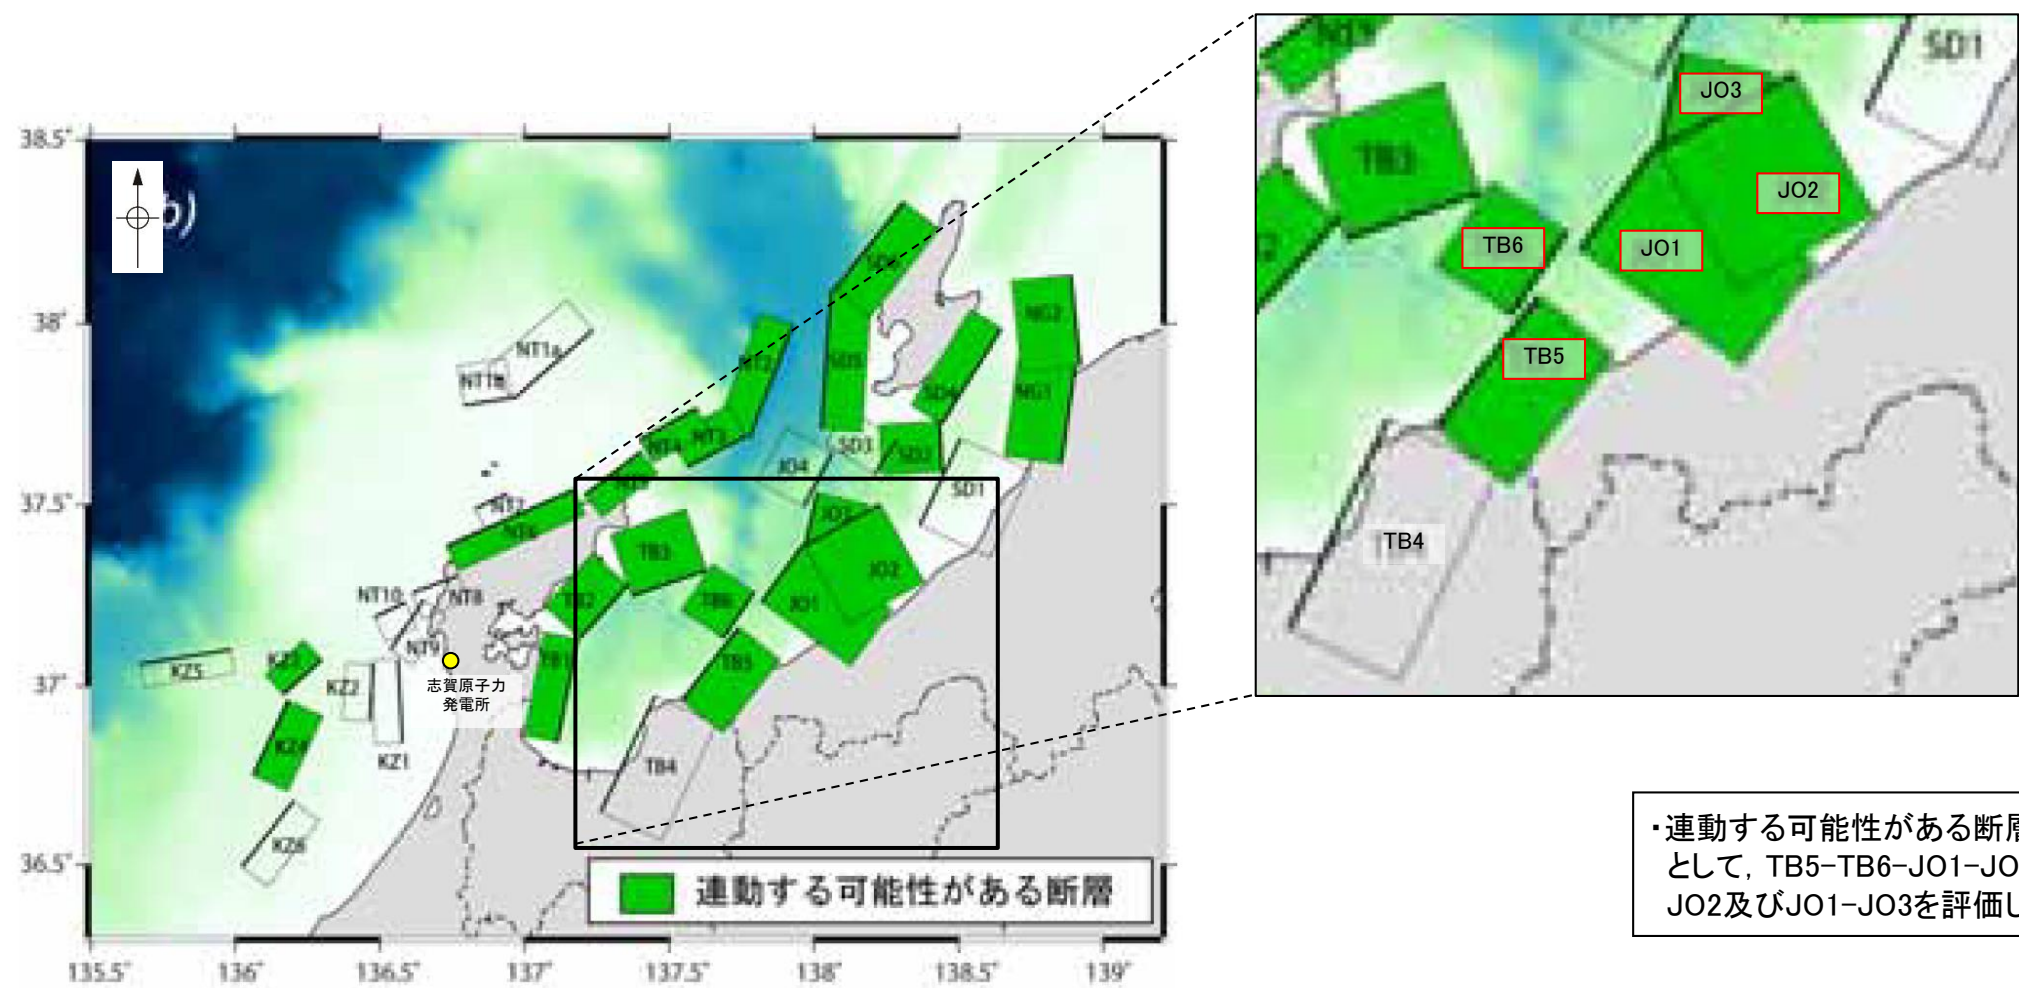 38.5°
38°
37.5°
37°
36.5°
135.5°
136°
136.5°
137°
137.5°
138°
138.5°
139°
b)
NT1a
NT1b
NG2
NG1
SD5
SD4
SD3
SD2
SD1
NT4
NT3
JO4
JO3
JO2
JO1
TB3
TB2
TB6
TB1
TB5
TB4
NT10
NT8
NT9
KZ5
KZ3
KZ2
KZ4
KZ1
KZ6
志賀原子力
発電所
連動する可能性がある断層
SD1
JO3
TB3
JO2
TB6
JO1
TB5
TB4
・連動する可能性がある断層
として，TB5-TB6-JO1-JO
JO2及びJO1-JO3を評価し